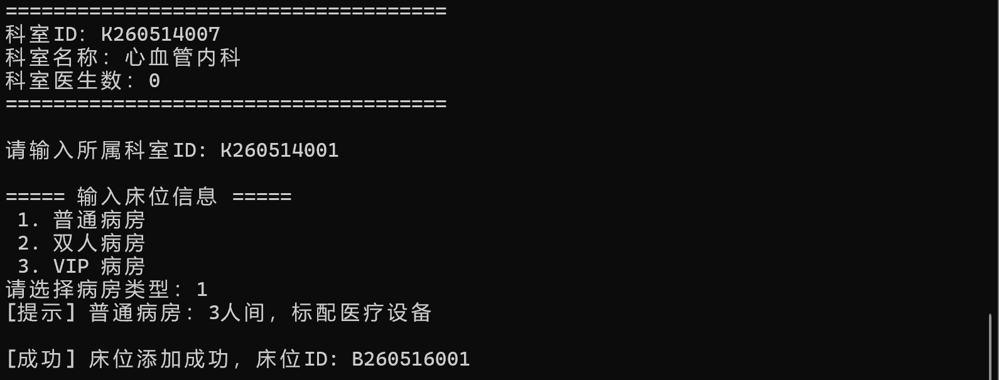 =====================================
科室ID: K260514007
科室名称: 心血管内科
科室医生数: 0
=====================================
请输入所属科室ID: K260514001
===== 输入床位信息 =====
1. 普通病房
2. 双人病房
3. VIP 病房
请选择病房类型: 1
[提示] 普通病房: 3人间, 标配医疗设备
[成功] 床位添加成功, 床位ID: B260516001